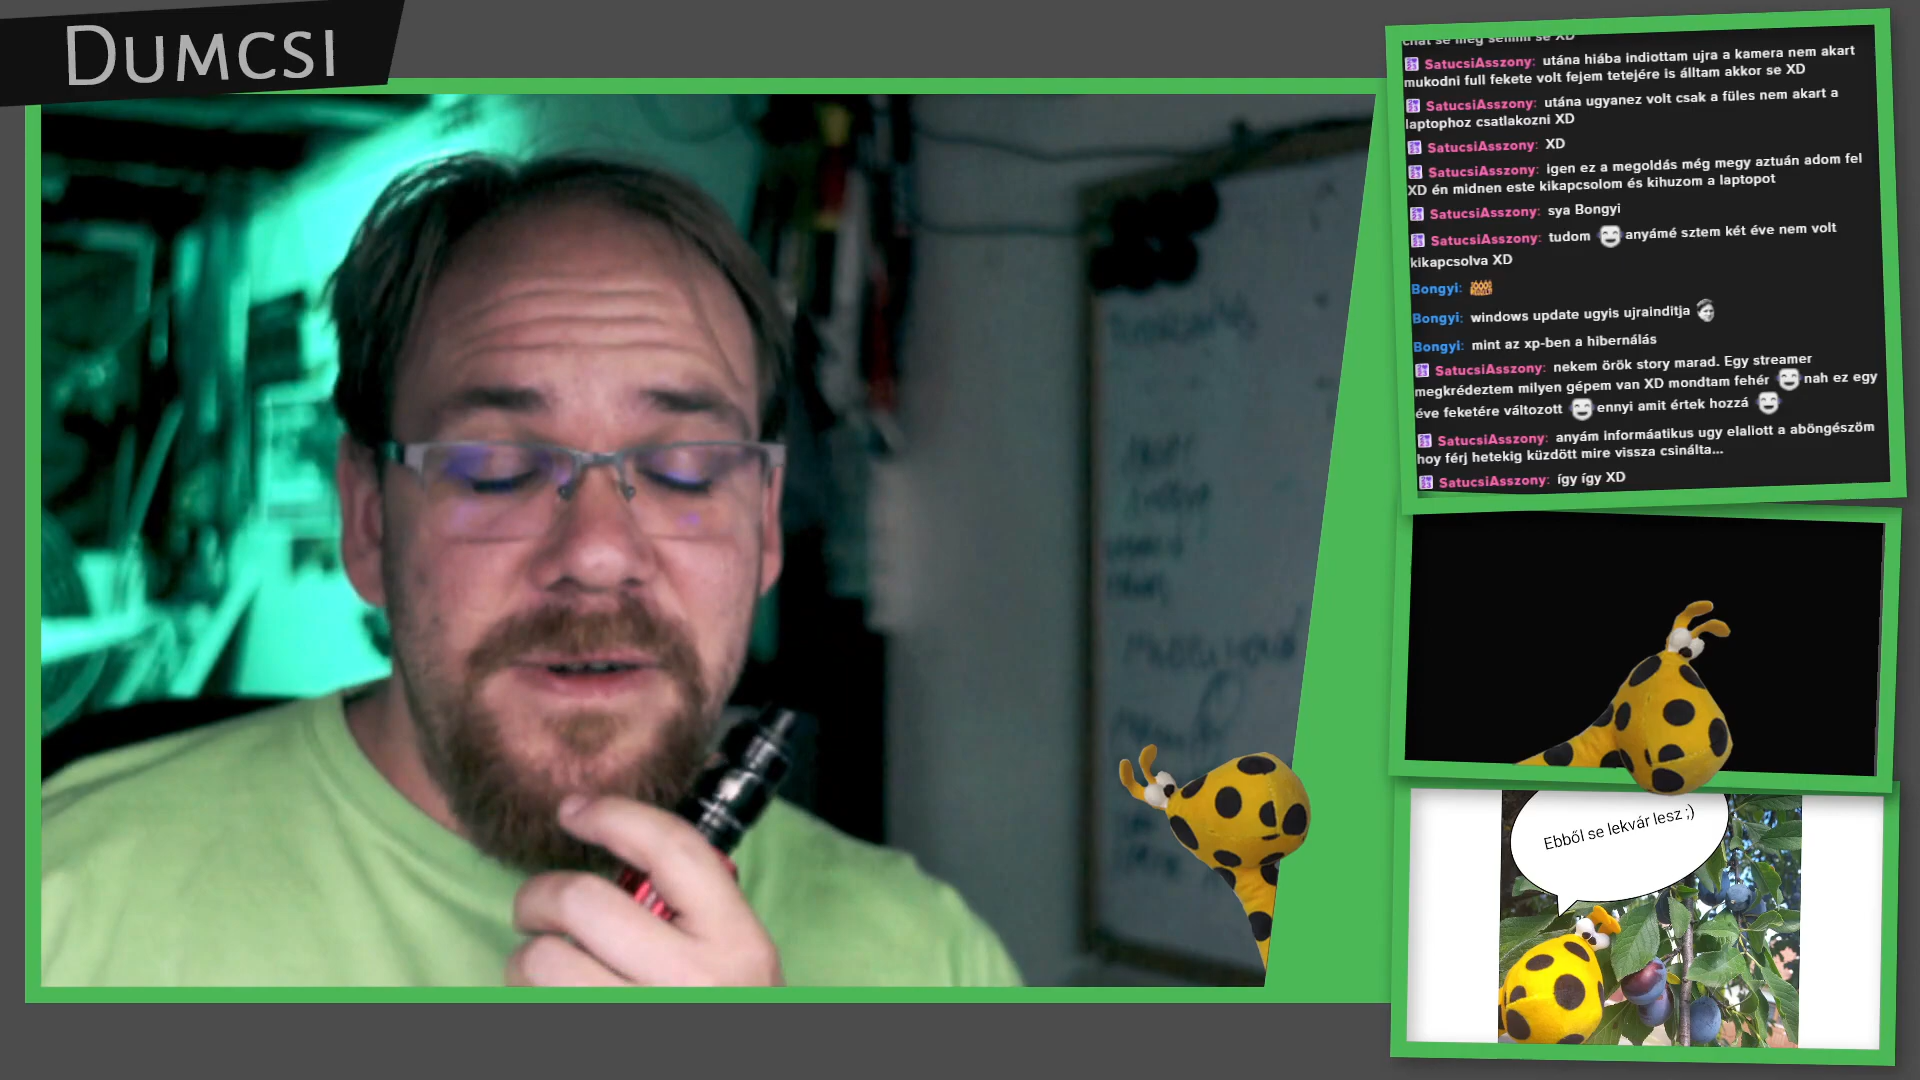 DUMCSI
SatucsiAsszony: utána hiába indiottam ujra a kamera nem akart
mukodni full fekete volt fejem tetejére is álltam akkor se XD
SatucsiAsszony: utána ugyanez volt csak a füles nem akart a
laptophoz csatlakozni XD
SatucsiAsszony: XD
SatucsiAsszony: igen ez a megoldás még megy aztuán adom fel
XD én midnen este kikapcsolom és kihuzom a laptopot
SatucsiAsszony: sya Bongyi
SatucsiAsszony: tudom anyámé sztem két éve nem volt
kikapcsolva XD
Bongyi:
Bongyi: windows update ugyis ujrainditja
Bongyi: mint az xp-ben a hibernálás
SatucsiAsszony: nekem örök story marad. Egy streamer
megkrédeztem milyen gépem van XD mondtam fehér nah ez egy
éve feketére változott ennyi amit értek hozzá
SatucsiAsszony: anyám informáatikus ugy elaliott a aböngészöm
hoy férj hetekig küzdött mire vissza csinálta...
SatucsiAsszony: így így XD
Ebből se lekvár lesz ;)